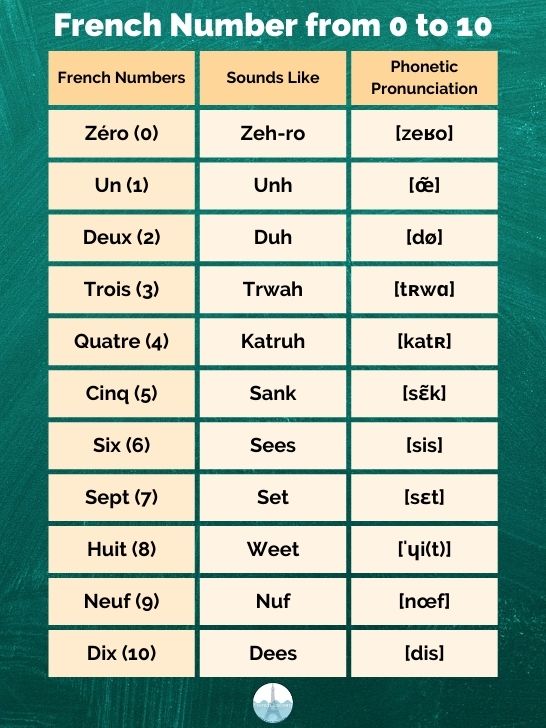 French Number from 0 to 10
French Numbers Sounds Like Phonetic Pronunciation
Zéro (0) Zeh-ro [zeʁo]
Un (1) Unh [œ̃]
Deux (2) Duh [dø]
Trois (3) Trwah [tʀwɑ]
Quatre (4) Katruh [katʀ]
Cinq (5) Sank [sɛ̃k]
Six (6) Sees [sis]
Sept (7) Set [sɛt]
Huit (8) Weet [ˈɥi(t)]
Neuf (9) Nuf [nœf]
Dix (10) Dees [dis]